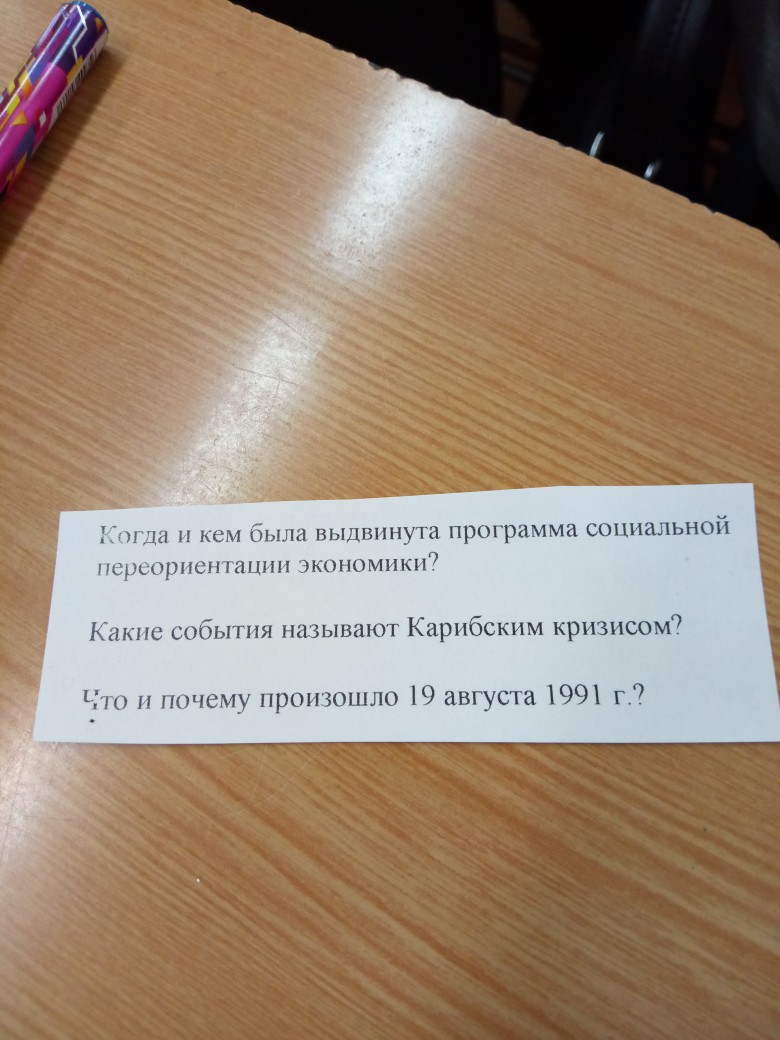 Когда и кем была выдвинута программа социальной
переориентации экономики?
Какие события называют Карибским кризисом?
Что и почему произошло 19 августа 1991 г.?